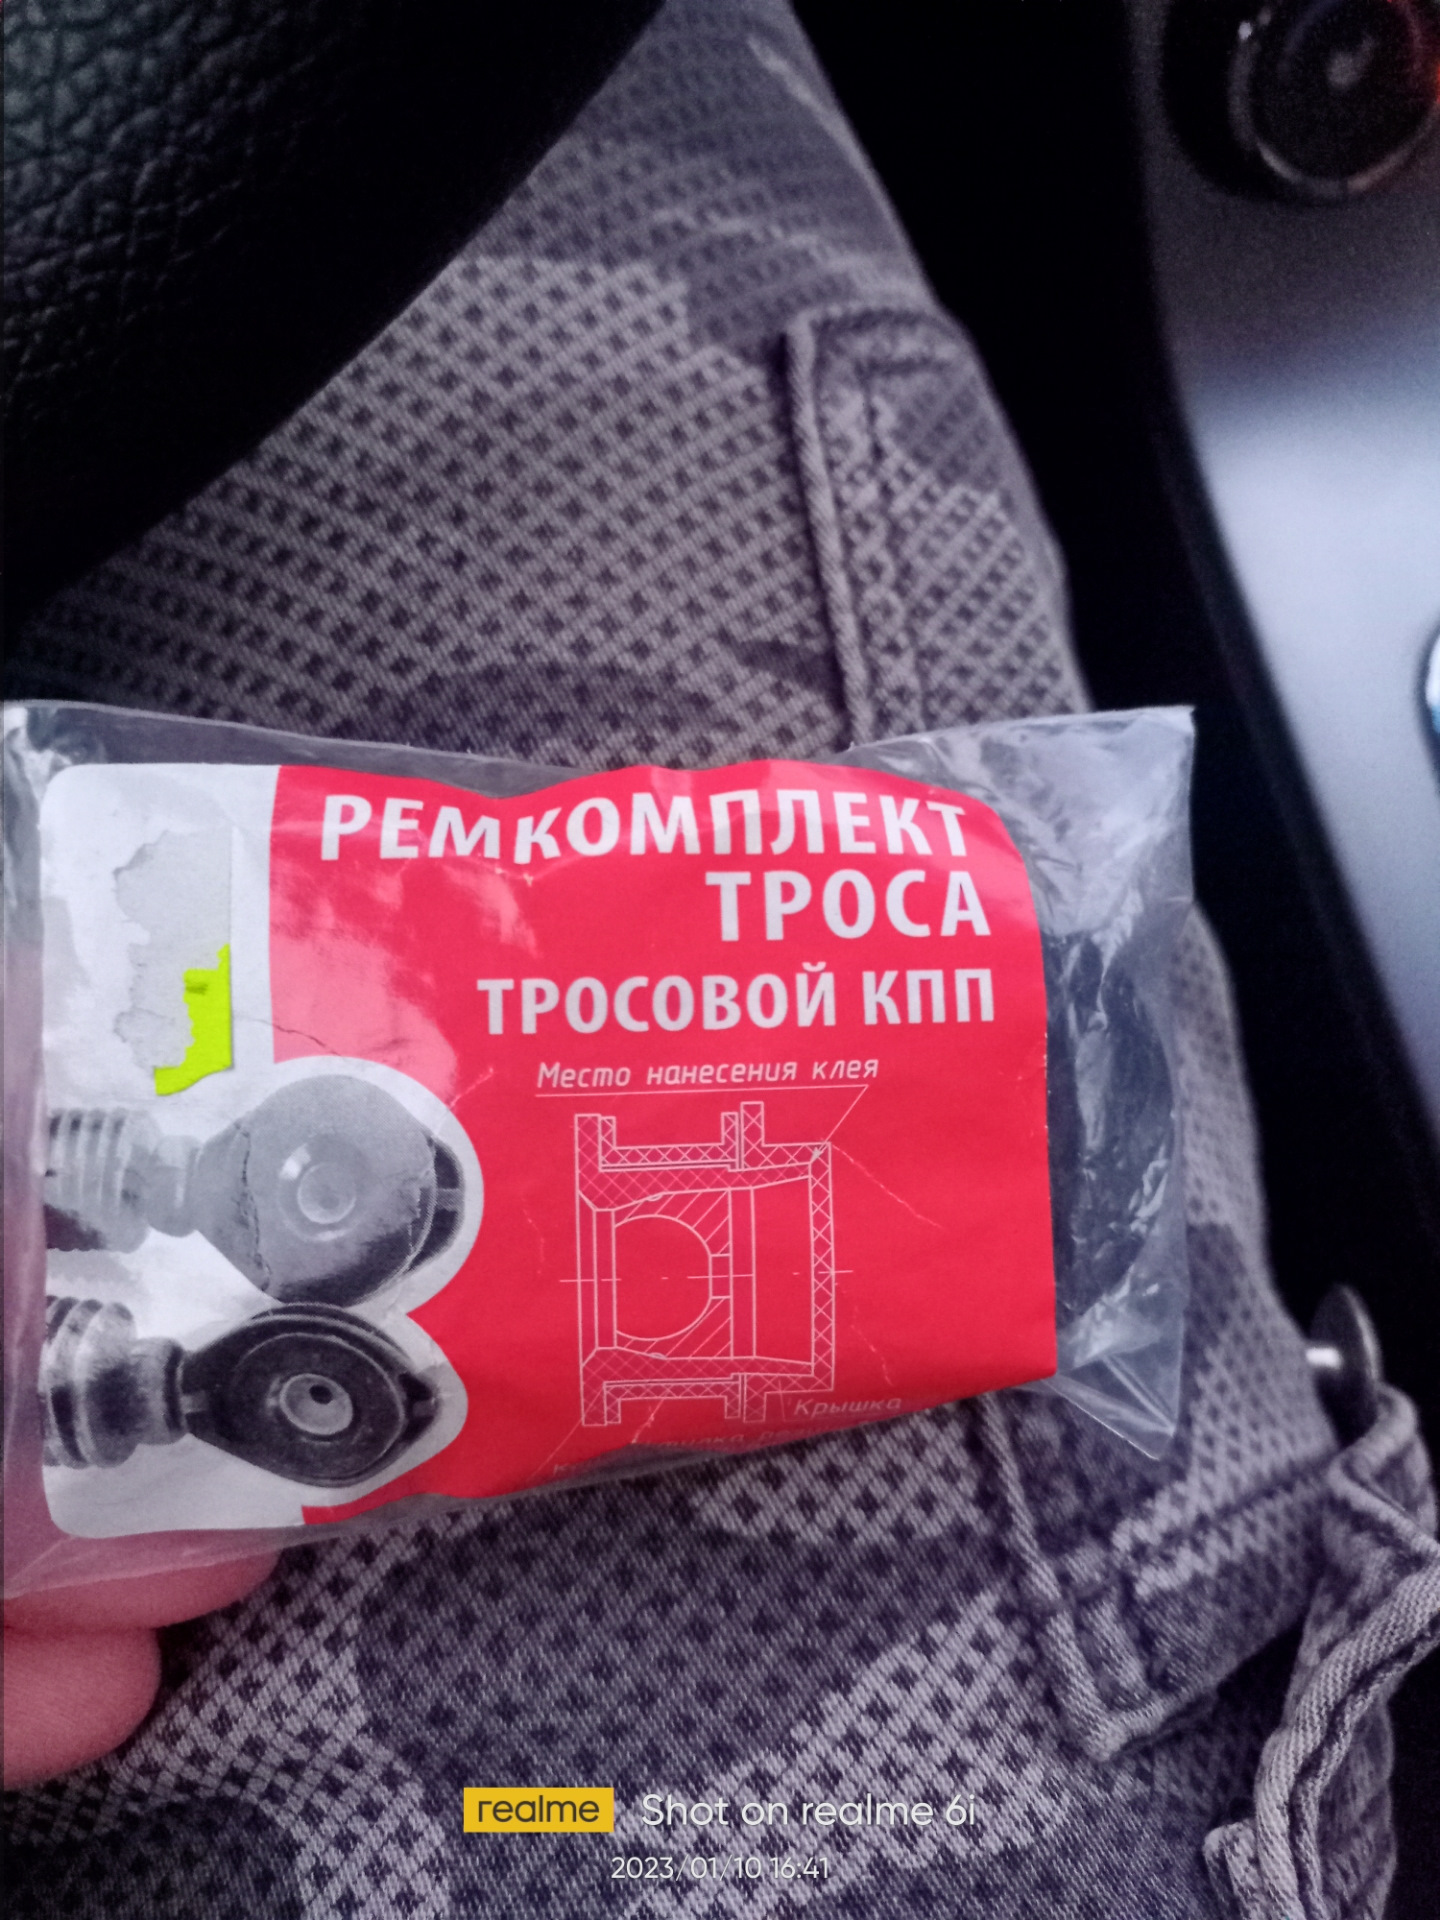 РЕМКОМПЛЕКТ
ТРОСА
ТРОСОВОЙ КПП
Место нанесения клея
Крышка
realme Shot on realme 6i
2023/01/10 16:41